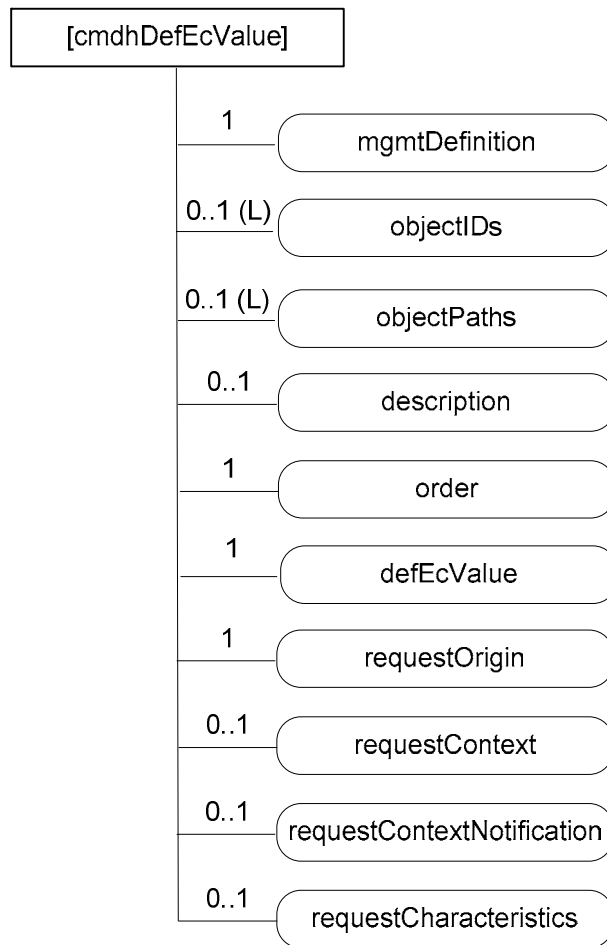 [cmdhDefEcValue]
1
mgmtDefinition
0..1 (L)
objectIDs
0..1 (L)
objectPaths
0..1
description
1
order
1
defEcValue
1
requestOrigin
0..1
requestContext
0..1
requestContextNotification
0..1
requestCharacteristics